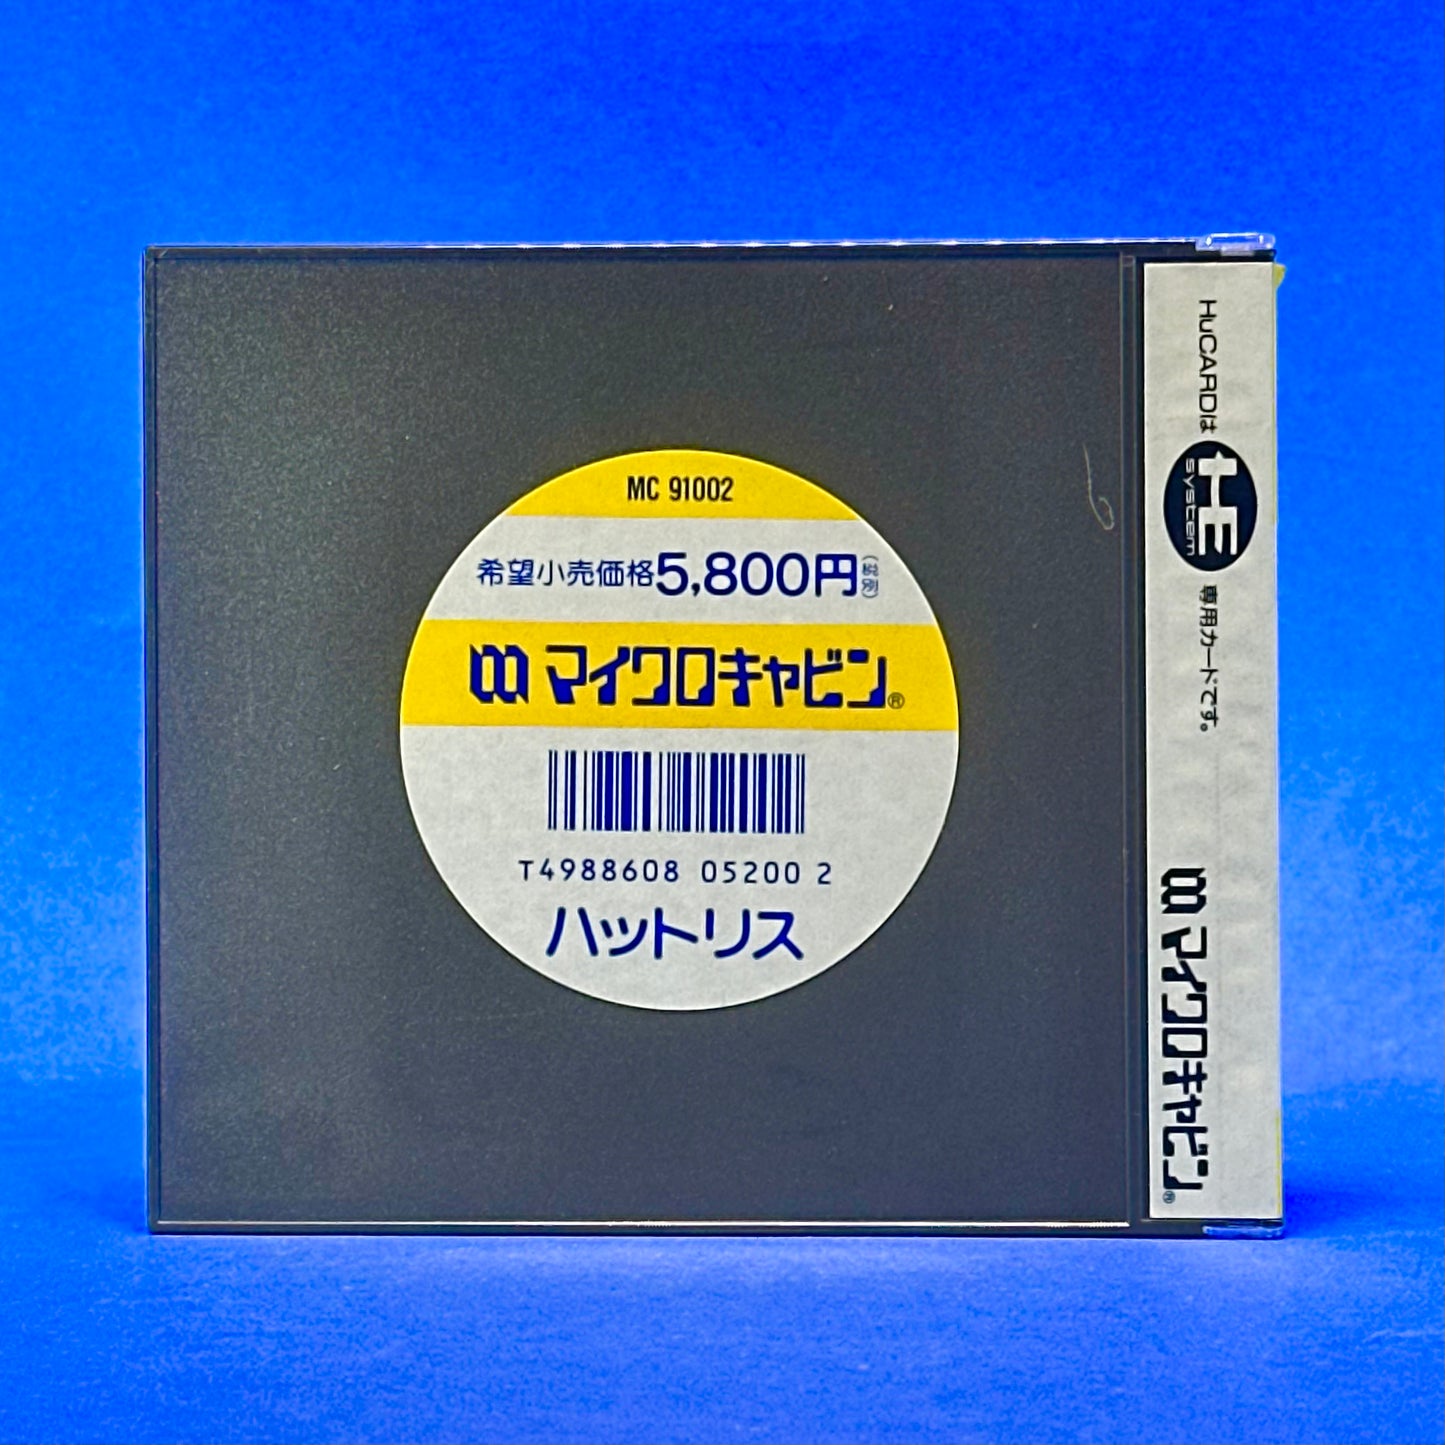 MC 91002
希望小売価格5,800円(税別)
マイクロキャビン®
T4988608 05200 2
ハットリス
HuCARDは HE system 専用カードです。
マイクロキャビン®